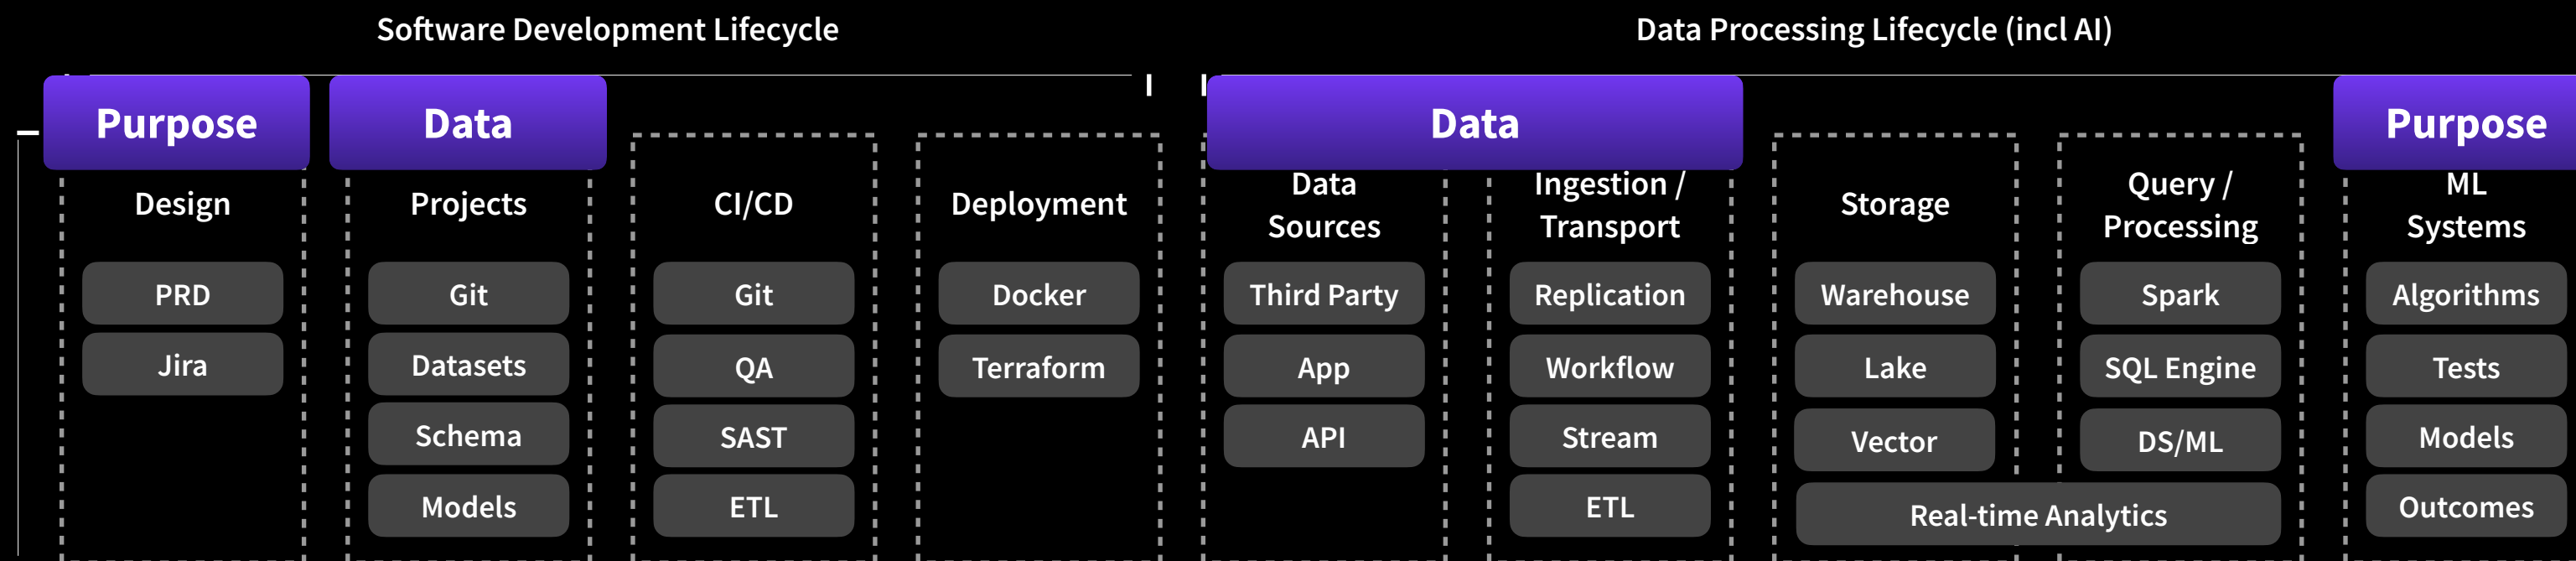 Software Development Lifecycle
Data Processing Lifecycle (incl AI)
Purpose
Data
Data
Purpose
Design
PRD
Jira
Projects
Git
Datasets
Schema
Models
CI/CD
Git
QA
SAST
ETL
Deployment
Docker
Terraform
Data
Sources
Third Party
App
API
Ingestion /
Transport
Replication
Workflow
Stream
ETL
Storage
Warehouse
Lake
Vector
Query /
Processing
Spark
SQL Engine
DS/ML
Real-time Analytics
ML
Systems
Algorithms
Tests
Models
Outcomes